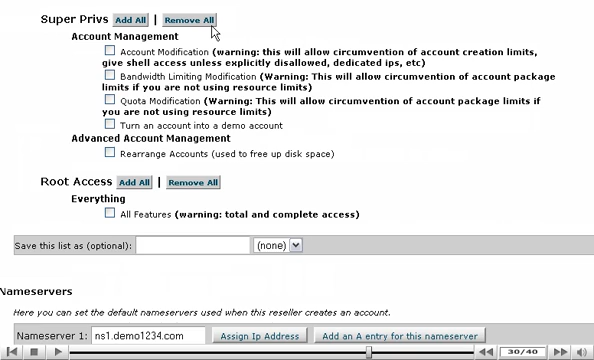 Super Privs Add All | Remove All
Account Management
Account Modification (warning: this will allow circumvention of account creation limits,
give shell access unless explicitly disallowed, dedicated ips, etc)
Bandwidth Limiting Modification (Warning: This will allow circumvention of account package
limits if you are not using resource limits)
Quota Modification (Warning: This will allow circumvention of account package limits if
you are not using resource limits)
Turn an account into a demo account
Advanced Account Management
Rearrange Accounts (used to free up disk space)
Root Access Add All | Remove All
Everything
All Features (warning: total and complete access)
Save this list as (optional): (none)
Nameservers
Here you can set the default nameservers used when this reseller creates an account.
Nameserver 1: ns1.demo1234.com Assign Ip Address Add an A entry for this nameserver
30/40